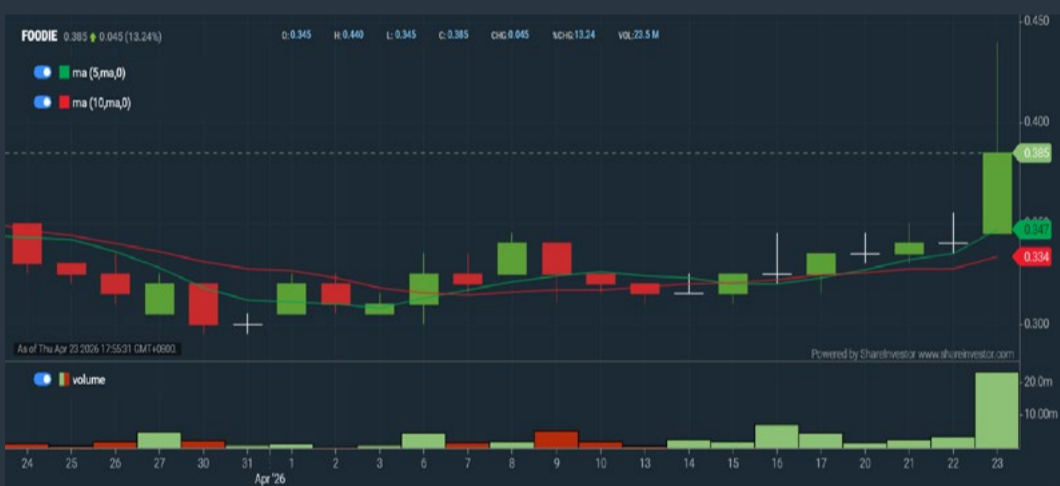 0.450
FOODIE 0.385 0.045 (13.24%) O: 0.345 H: 0.440 L: 0.345 C: 0.385 CHG:0.045 %CHG:13.24 VOL:23.5 M
ma (5,ma,0)
ma (10,ma,0)
0.400
0.385
0.347
0.334
0.300
As of Thu Apr 23 2026 17:55:31 GMT+0800.
Powered by ShareInvestor www.shareinvestor.com
volume
20.0m
10.00m
24 25 26 27 30 31 1 2 3 6 7 8 9 10 13 14 15 16 17 20 21 22 23
Apr '26